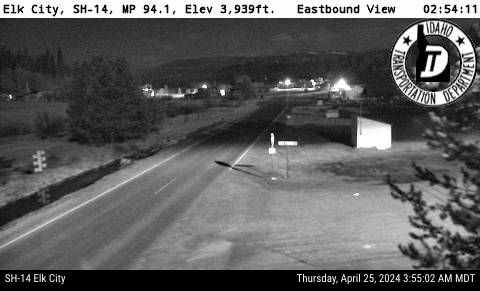 Elk City, SH-14, MP 94.1, Elev 3,939ft. Eastbound View 02:54:11
IDAHO
TRANSPORTATION DEPARTMENT
SH-14 Elk City Thursday, April 25, 2024 3:55:02 AM MDT